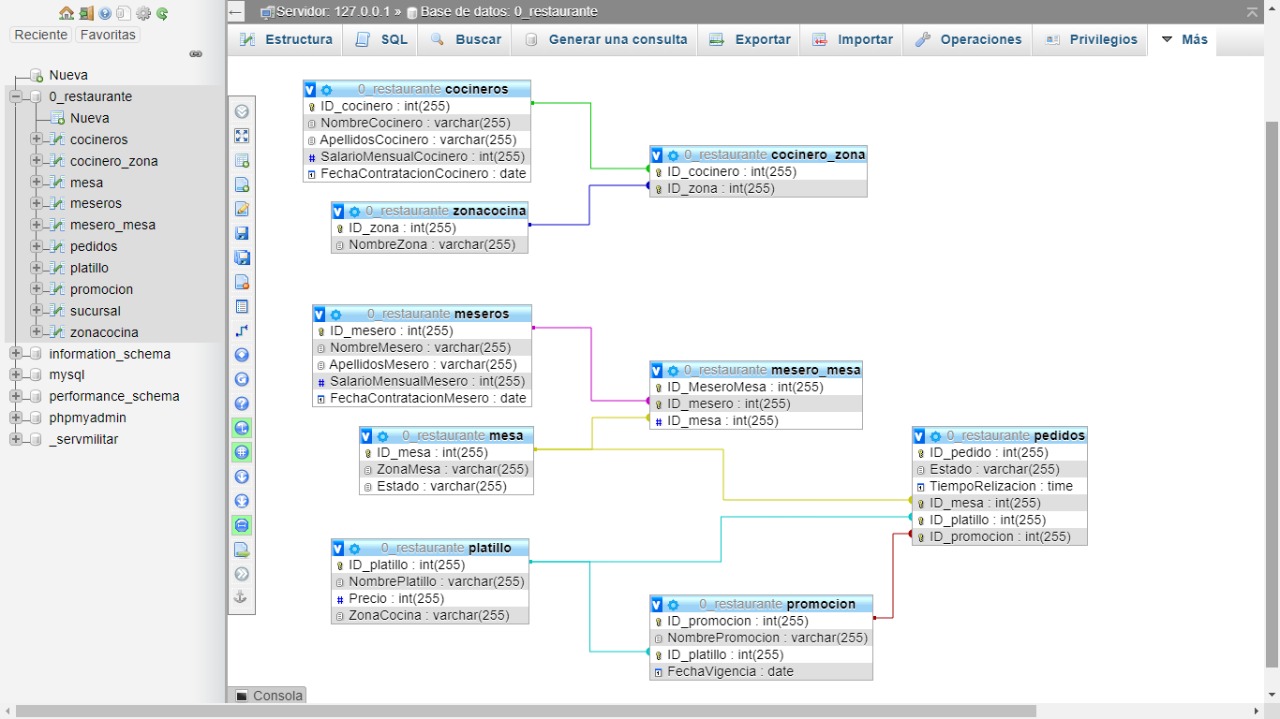 Servidor: 127.0.0.1 » Base de datos: 0_restaurante
Reciente Favoritas
Estructura SQL Buscar Generar una consulta Exportar Importar Operaciones Privilegios Más
Nueva
0_restaurante
Nueva
cocineros
cocinero_zona
mesa
meseros
mesero_mesa
pedidos
platillo
promocion
sucursal
zonacocina
information_schema
mysql
performance_schema
phpmyadmin
_servmilitar
0_restaurante cocineros
ID_cocinero : int(255)
NombreCocinero : varchar(255)
ApellidosCocinero : varchar(255)
SalarioMensualCocinero : int(255)
FechaContratacionCocinero : date
0_restaurante cocinero_zona
ID_cocinero : int(255)
ID_zona : int(255)
0_restaurante zonacocina
ID_zona : int(255)
NombreZona : varchar(255)
0_restaurante meseros
ID_mesero : int(255)
NombreMesero : varchar(255)
ApellidosMesero : varchar(255)
SalarioMensualMesero : int(255)
FechaContratacionMesero : date
0_restaurante mesero_mesa
ID_MeseroMesa : int(255)
ID_mesero : int(255)
ID_mesa : int(255)
0_restaurante mesa
ID_mesa : int(255)
ZonaMesa : varchar(255)
Estado : varchar(255)
0_restaurante pedidos
ID_pedido : int(255)
Estado : varchar(255)
TiempoRelizacion : time
ID_mesa : int(255)
ID_platillo : int(255)
ID_promocion : int(255)
0_restaurante platillo
ID_platillo : int(255)
NombrePlatillo : varchar(255)
Precio : int(255)
ZonaCocina : varchar(255)
0_restaurante promocion
ID_promocion : int(255)
NombrePromocion : varchar(255)
ID_platillo : int(255)
FechaVigencia : date
Consola